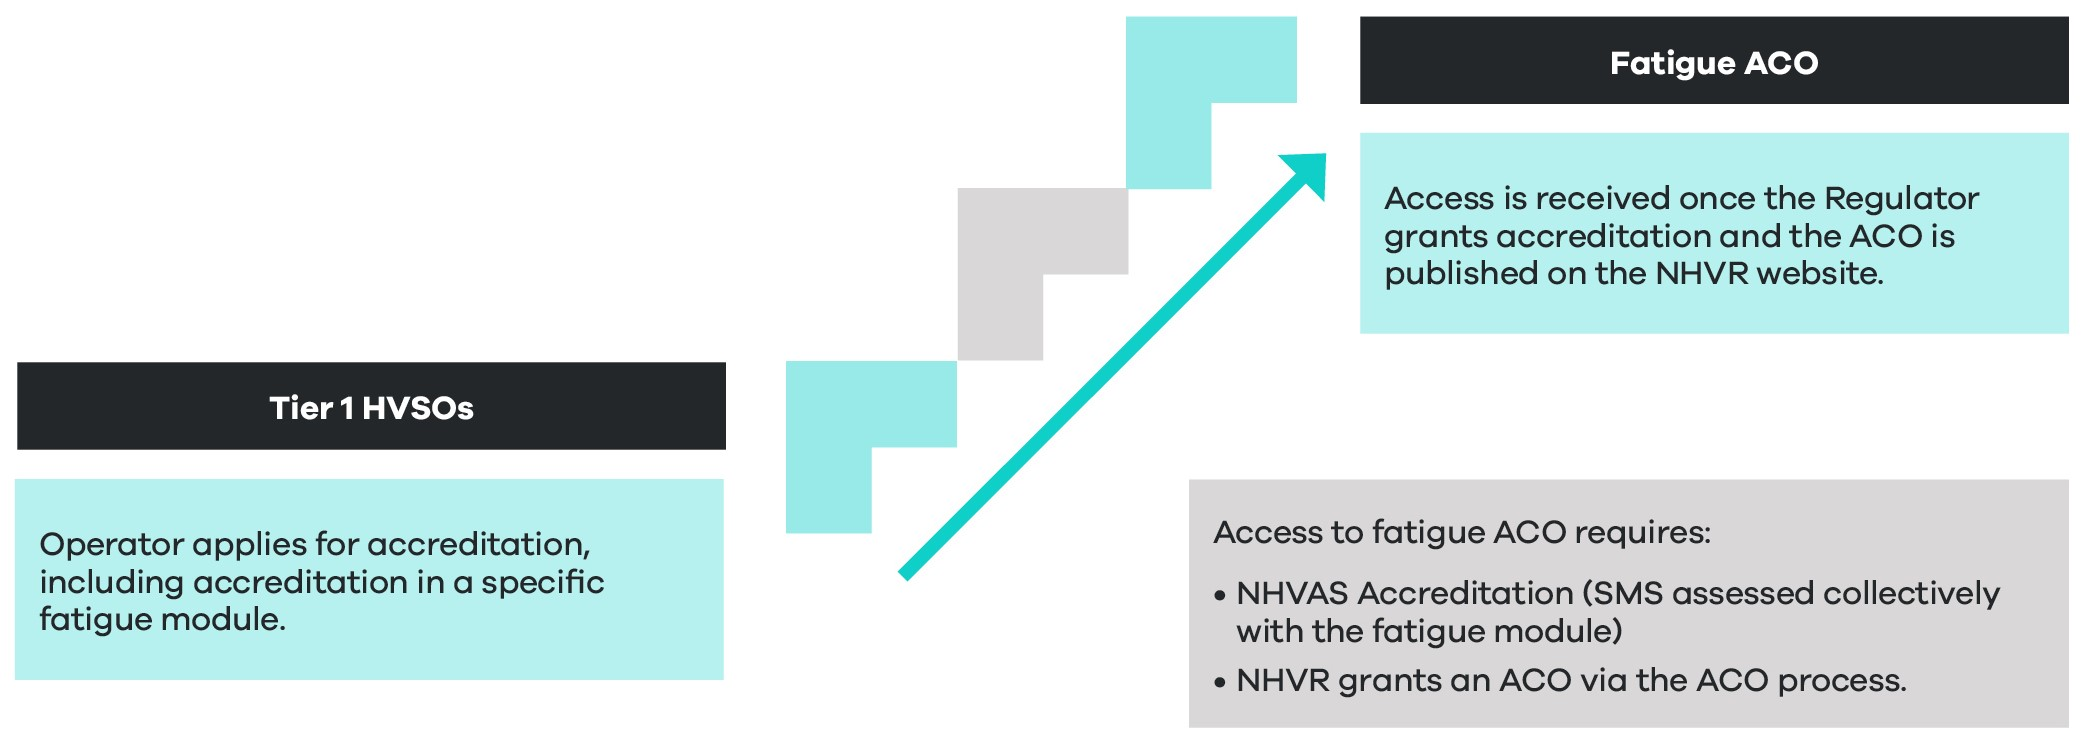 Fatigue ACO
Access is received once the Regulator
grants accreditation and the ACO is
published on the NHVR website.
Tier 1 HVSOs
Operator applies for accreditation,
including accreditation in a specific
fatigue module.
Access to fatigue ACO requires:
• NHVAS Accreditation (SMS assessed collectively
with the fatigue module)
• NHVR grants an ACO via the ACO process.